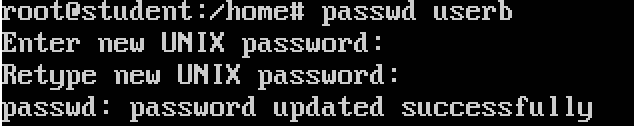 root@student:/home# passwd userb
Enter new UNIX password:
Retype new UNIX password:
passwd: password updated successfully